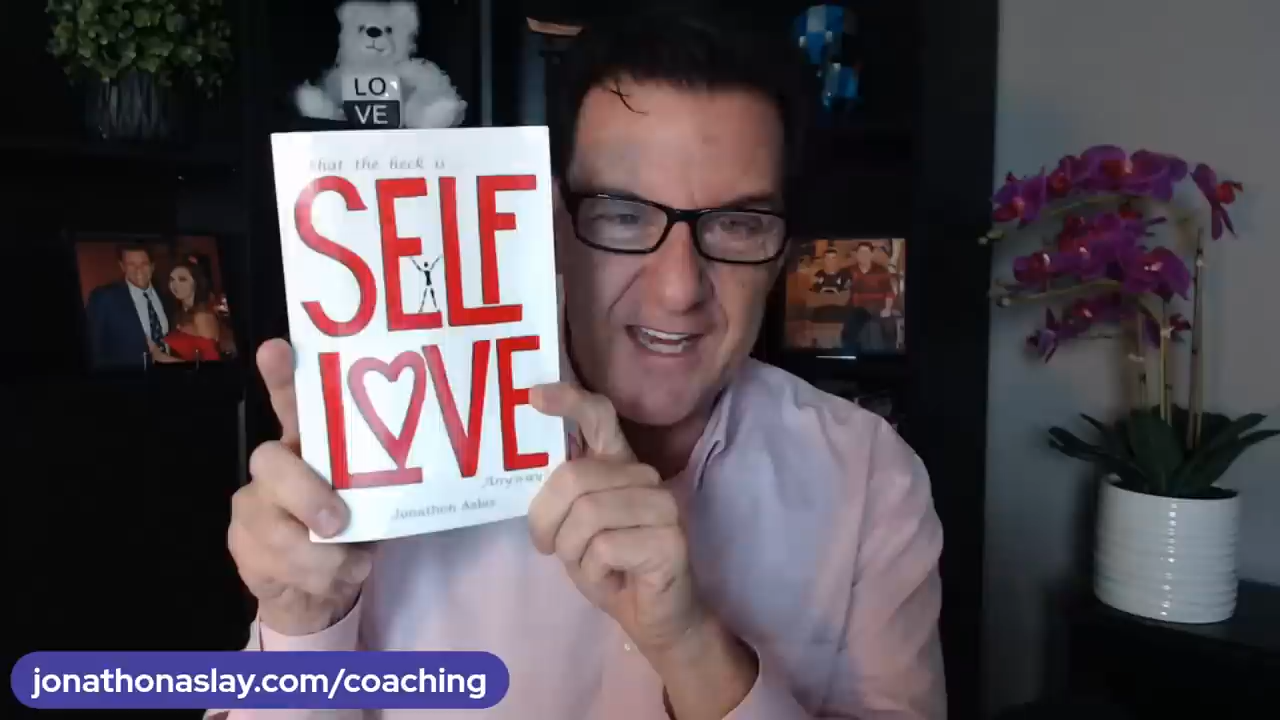 LO
VE
what the heck is
SELF
LOVE
Anyway
Jonathon Aslay
jonathonaslay.com/coaching